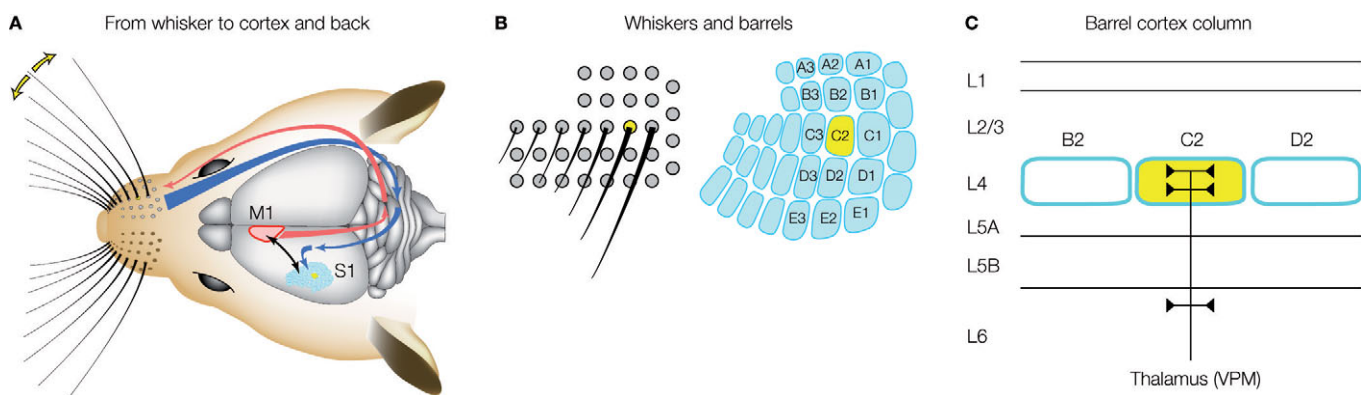 A From whisker to cortex and back
M1
S1
B Whiskers and barrels
A3 A2 A1
B3 B2 B1
C3 C2 C1
D3 D2 D1
E3 E2 E1
C Barrel cortex column
L1
L2/3
B2 C2 D2
L4
L5A
L5B
L6
Thalamus (VPM)